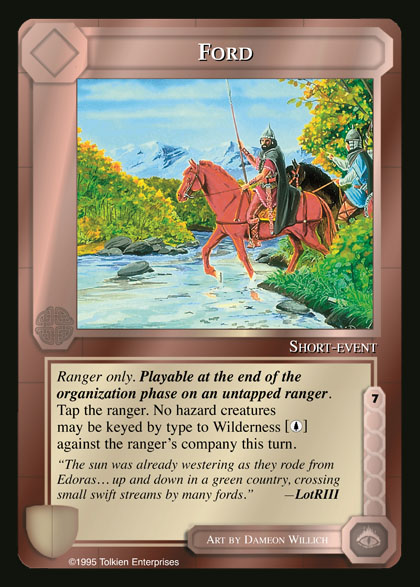 Ford
Short-event
Ranger only. Playable at the end of the
organization phase on an untapped ranger.
Tap the ranger. No hazard creatures
may be keyed by type to Wilderness [ ]
against the ranger's company this turn.
"The sun was already westering as they rode from
Edoras... up and down in a green country, crossing
small swift streams by many fords." –LotRIII
7
Art by Dameon Willich
©1995 Tolkien Enterprises